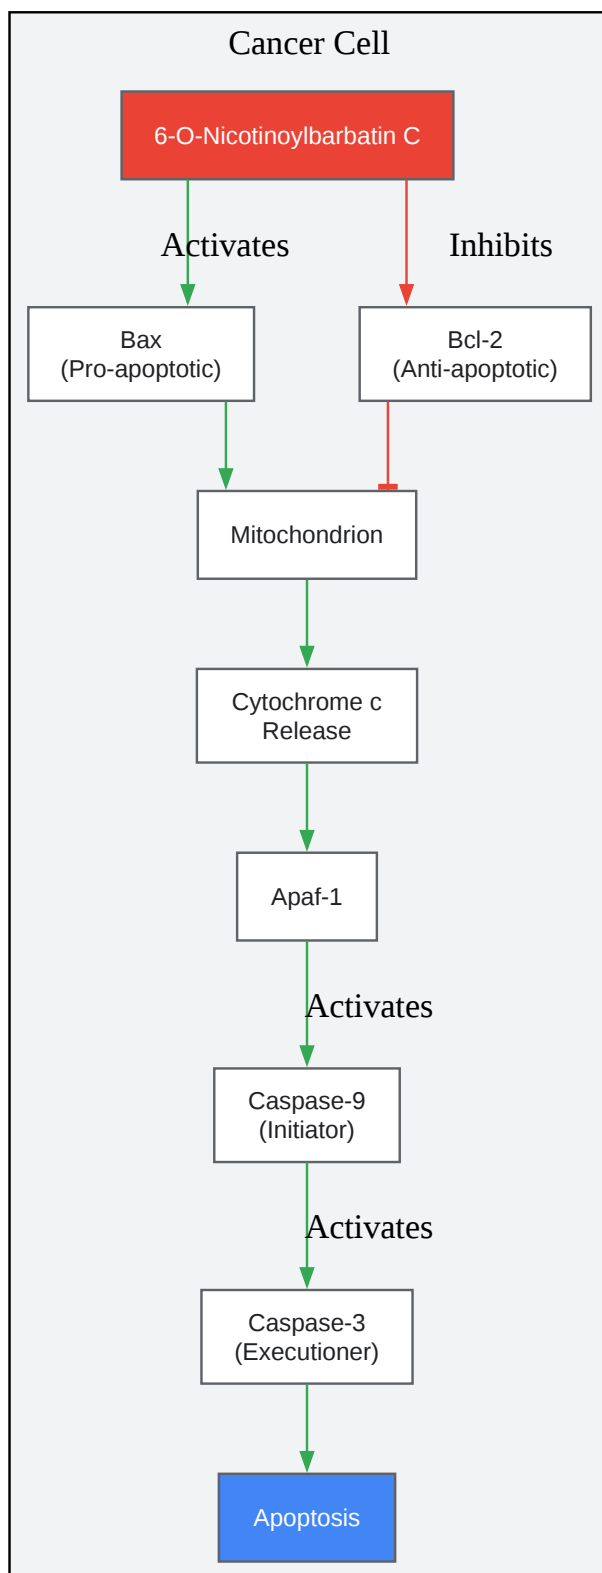 Cancer Cell
6-O-Nicotinoylbarbatin C
Activates
Inhibits
Bax
(Pro-apoptotic)
Bcl-2
(Anti-apoptotic)
Mitochondrion
Cytochrome c
Release
Apaf-1
Activates
Caspase-9
(Initiator)
Activates
Caspase-3
(Executioner)
Apoptosis